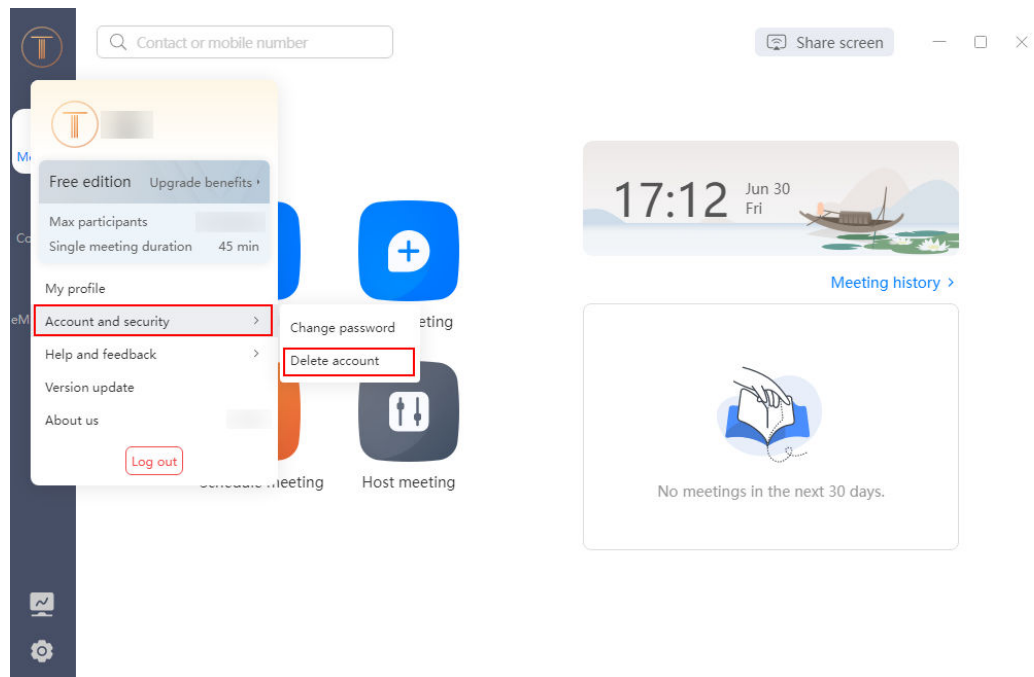 Contact or mobile number
Share screen
Free edition
Upgrade benefits
Max participants
Single meeting duration 45 min
My profile
Account and security
Help and feedback
Version update
About us
Log out
Change password
Delete account
meeting
Host meeting
17:12
Jun 30
Fri
Meeting history
No meetings in the next 30 days.